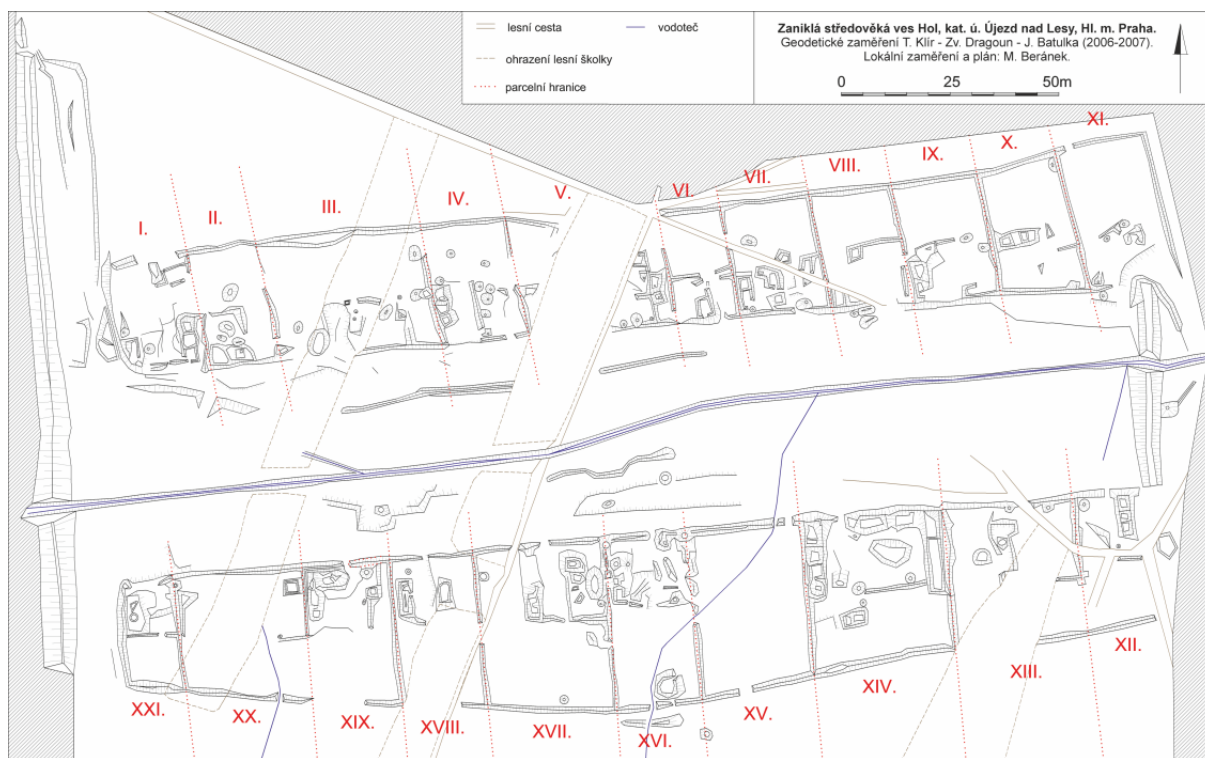 lesní cesta
vodoteč
ohrazení lesní školky
parcelní hranice
Zaniklá středověká ves Hol, kat. ú. Újezd nad Lesy, Hl. m. Praha.
Geodetické zaměření T. Klír - Zv. Dragoun - J. Batulka (2006-2007).
Lokální zaměření a plán: M. Beránek.
0 25 50m
I.
II.
III.
IV.
V.
VI.
VII.
VIII.
IX.
X.
XI.
XXI.
XX.
XIX.
XVIII.
XVII.
XVI.
XV.
XIV.
XIII.
XII.